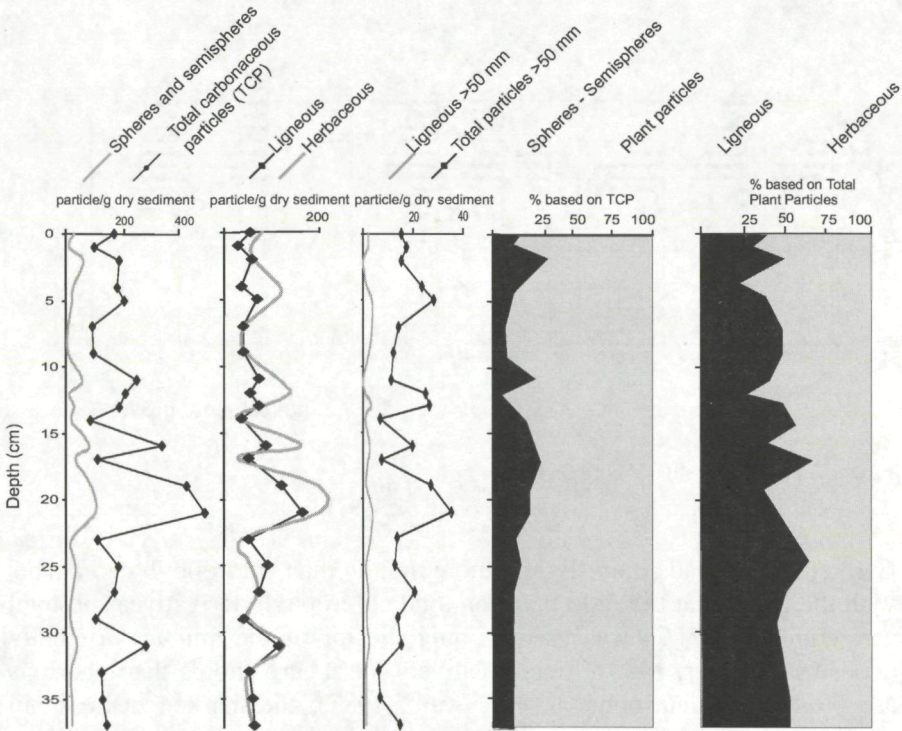 Spheres and semispheres
Total carbonaceous
particles (TCP)
Ligneous
Herbaceous
Ligneous >50 mm
Total particles >50 mm
Spheres - Semispheres
Plant particles
Ligneous
Herbaceous
particle/g dry sediment
200 400
particle/g dry sediment
200
particle/g dry sediment
20 40
% based on TCP
25 50 75 100
% based on Total
Plant Particles
25 50 75 100
Depth (cm)
0
5
10
15
20
25
30
35